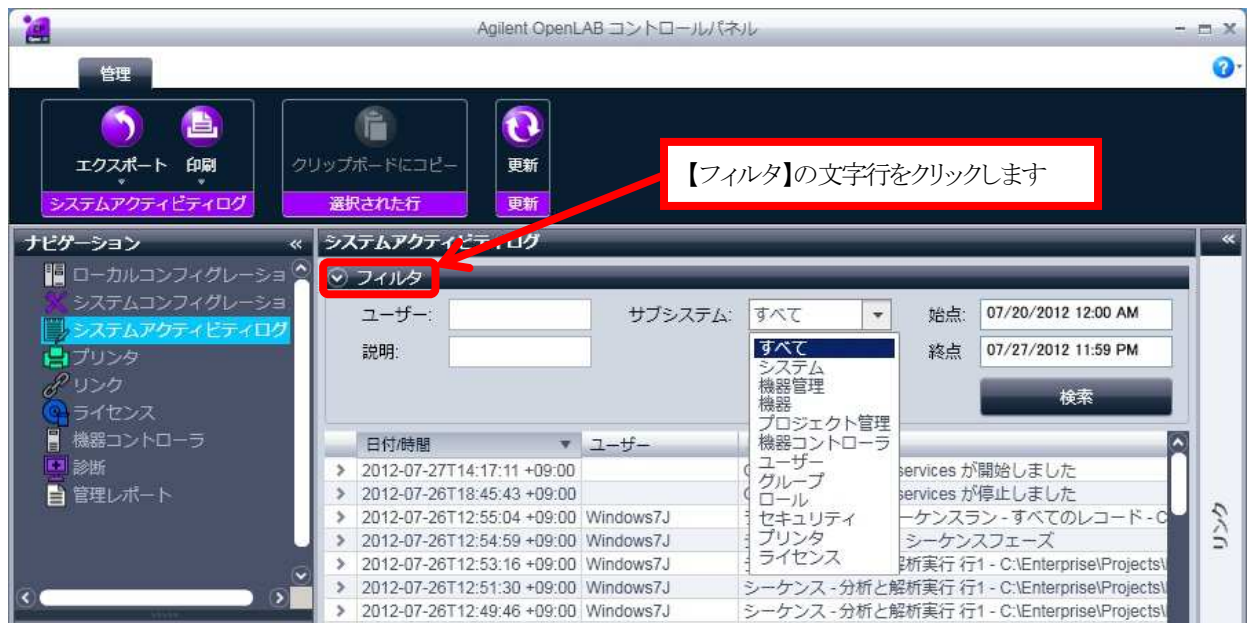 Agilent OpenLAB コントロールパネル
管理
エクスポート 印刷
クリップボードにコピー
更新
システムアクティビティログ
選択された行
更新
【フィルタ】の文字行をクリックします
ナビゲーション
システムアクティビティログ
ローカルコンフィグレーショ
システムコンフィグレーショ
システムアクティビティログ
プリンタ
リンク
ライセンス
機器コントローラ
診断
管理レポート
フィルタ
ユーザー:
サブシステム: すべて
始点: 07/20/2012 12:00 AM
説明:
終点 07/27/2012 11:59 PM
検索
すべて
システム
機器管理
機器
プロジェクト管理
機器コントローラ
ユーザー
グループ
ロール
セキュリティ
プリンタ
ライセンス
日付/時間 ユーザー
2012-07-27T14:17:11 +09:00 services が開始しました
2012-07-26T18:45:43 +09:00 services が停止しました
2012-07-26T12:55:04 +09:00 Windows7J ーケンスラン - すべてのレコード - C
2012-07-26T12:54:59 +09:00 Windows7J シーケンスフェーズ
2012-07-26T12:53:16 +09:00 Windows7J 解析実行 行1 - C:\Enterprise\Projects\
2012-07-26T12:51:30 +09:00 Windows7J シーケンス - 分析と解析実行 行1 - C:\Enterprise\Projects\
2012-07-26T12:49:46 +09:00 Windows7J シーケンス - 分析と解析実行 行1 - C:\Enterprise\Projects\
リンク